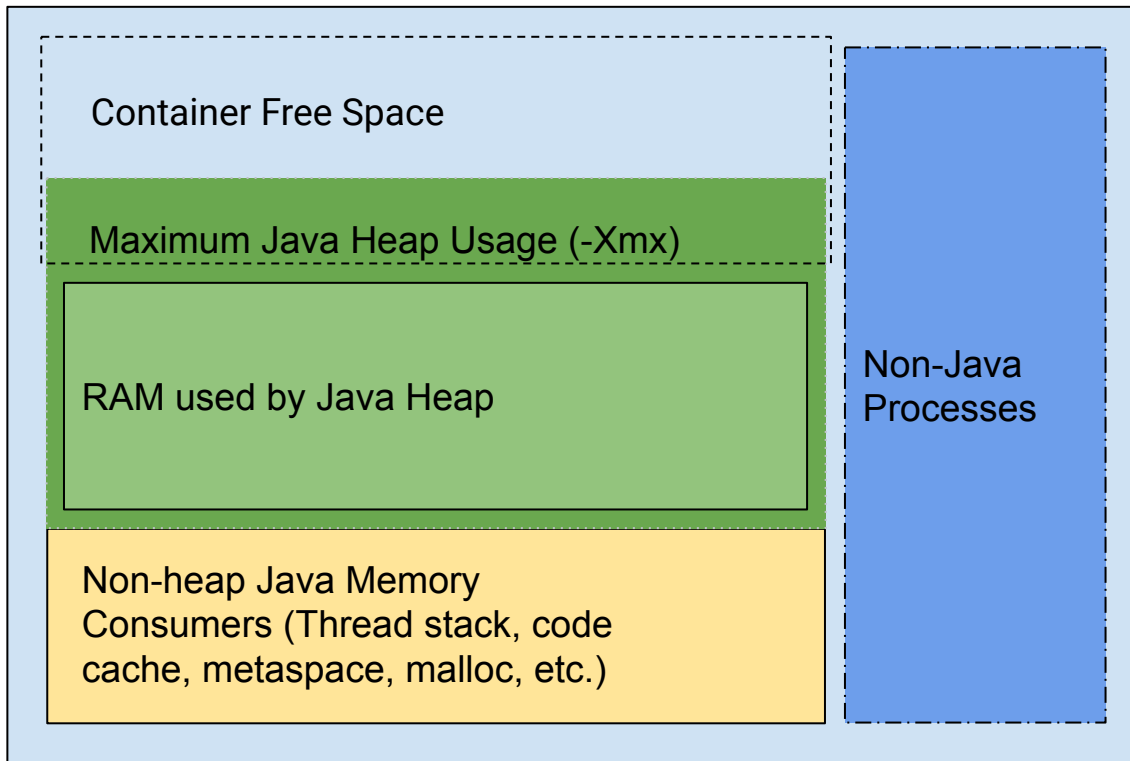 Container Free Space
Maximum Java Heap Usage (-Xmx)
RAM used by Java Heap
Non-Java
Processes
Non-heap Java Memory
Consumers (Thread stack, code
cache, metaspace, malloc, etc.)